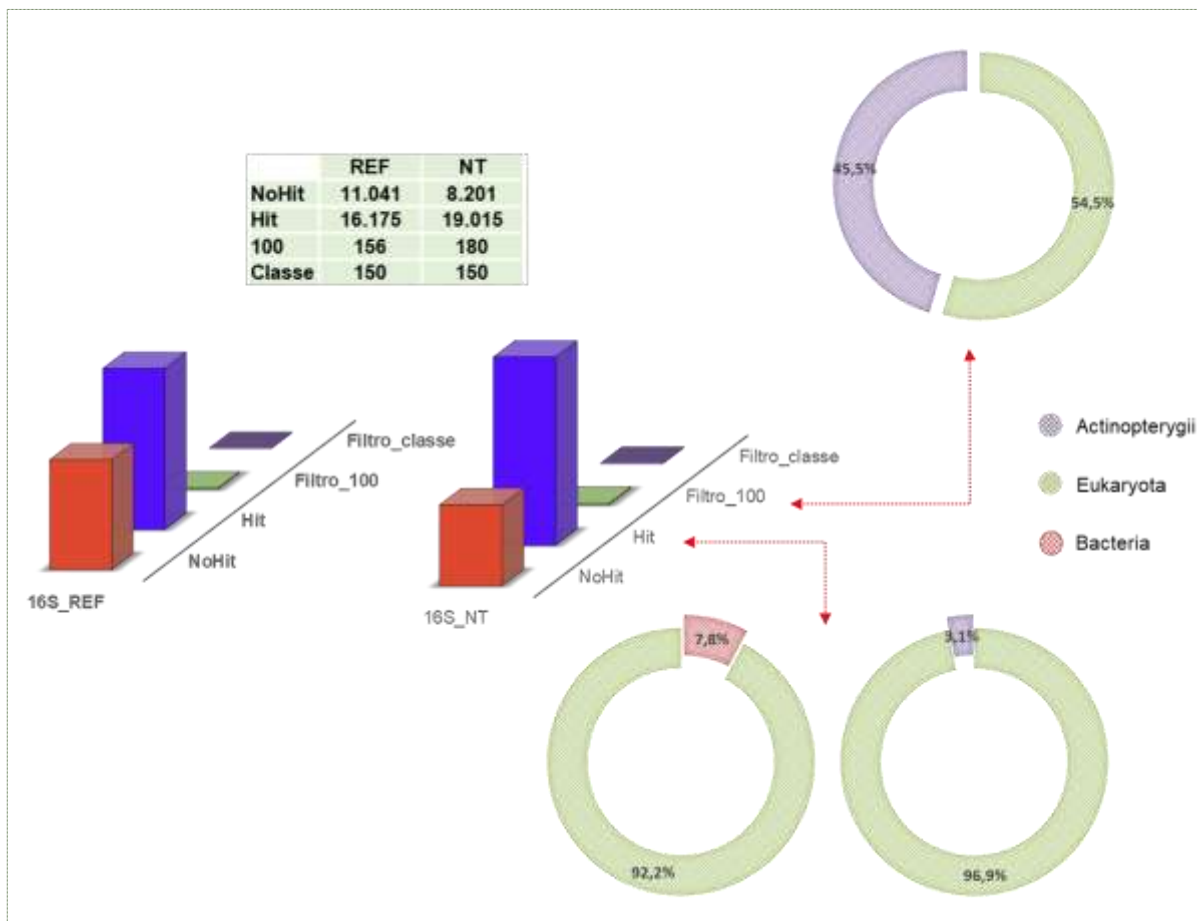 REF NT
NoHit 11.041 8.201
Hit 16.175 19.015
100 156 180
Classe 150 150
45,5%
54,5%
Filtro_classe
Filtro_100
Hit
NoHit
16S_REF
Filtro_classe
Filtro_100
Hit
NoHit
16S_NT
Actinopterygii
Eukaryota
Bacteria
7,8%
92,2%
3,1%
96,9%